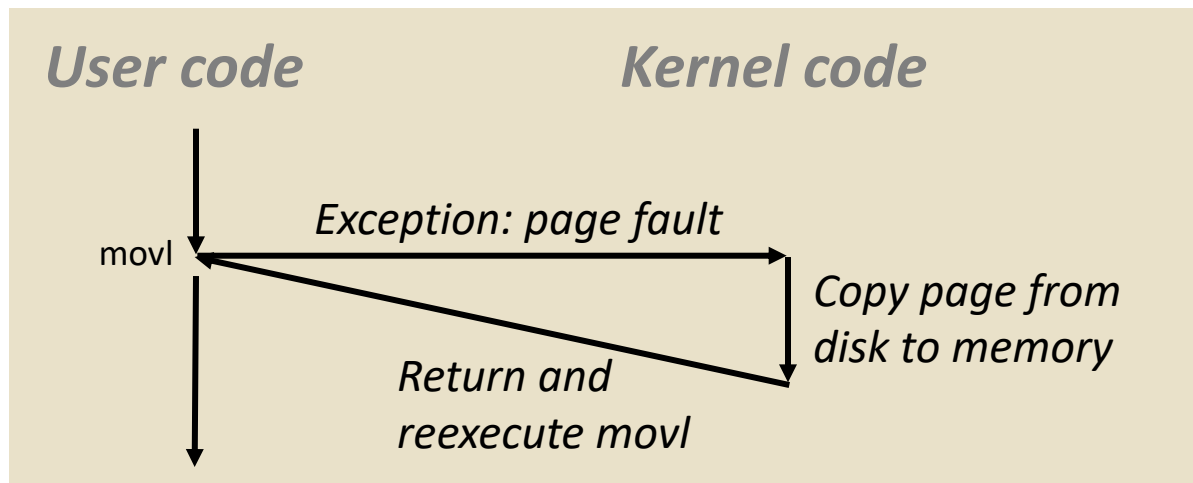 User code
Kernel code
Exception: page fault
movl
Copy page from
disk to memory
Return and
reexecute movl